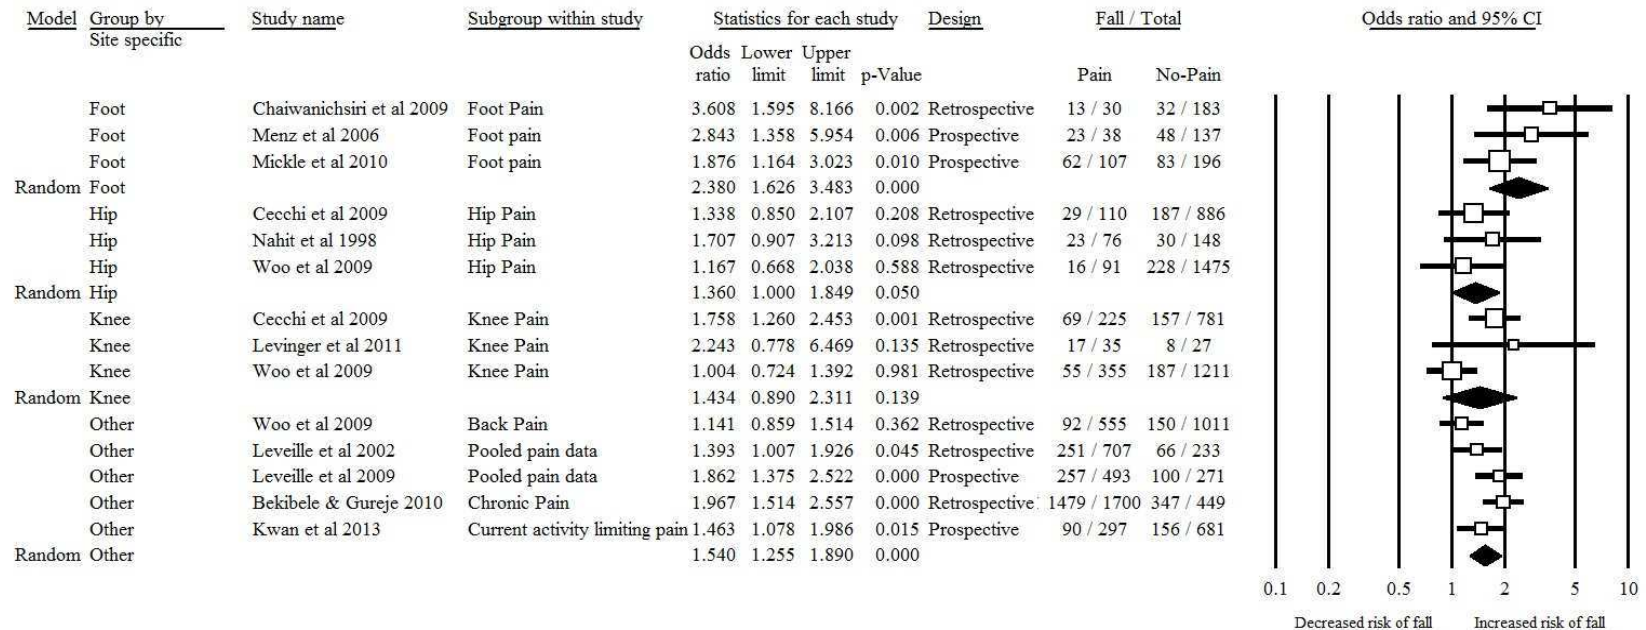 Model Group by Site specific Study name Subgroup within study Statistics for each study Design Fall / Total Odds ratio and 95% CI
Odds ratio Lower limit Upper limit p-Value Pain No-Pain
Foot Chaiwanichsiri et al 2009 Foot Pain 3.608 1.595 8.166 0.002 Retrospective 13 / 30 32 / 183
Foot Menz et al 2006 Foot pain 2.843 1.358 5.954 0.006 Prospective 23 / 38 48 / 137
Foot Mickle et al 2010 Foot pain 1.876 1.164 3.023 0.010 Prospective 62 / 107 83 / 196
Random Foot 2.380 1.626 3.483 0.000
Hip Cecchi et al 2009 Hip Pain 1.338 0.850 2.107 0.208 Retrospective 29 / 110 187 / 886
Hip Nahit et al 1998 Hip Pain 1.707 0.907 3.213 0.098 Retrospective 23 / 76 30 / 148
Hip Woo et al 2009 Hip Pain 1.167 0.668 2.038 0.588 Retrospective 16 / 91 228 / 1475
Random Hip 1.360 1.000 1.849 0.050
Knee Cecchi et al 2009 Knee Pain 1.758 1.260 2.453 0.001 Retrospective 69 / 225 157 / 781
Knee Levinger et al 2011 Knee Pain 2.243 0.778 6.469 0.135 Retrospective 17 / 35 8 / 27
Knee Woo et al 2009 Knee Pain 1.004 0.724 1.392 0.981 Retrospective 55 / 355 187 / 1211
Random Knee 1.434 0.890 2.311 0.139
Other Woo et al 2009 Back Pain 1.141 0.859 1.514 0.362 Retrospective 92 / 555 150 / 1011
Other Leveille et al 2002 Pooled pain data 1.393 1.007 1.926 0.045 Retrospective 251 / 707 66 / 233
Other Leveille et al 2009 Pooled pain data 1.862 1.375 2.522 0.000 Prospective 257 / 493 100 / 271
Other Bekibele & Gureje 2010 Chronic Pain 1.967 1.514 2.557 0.000 Retrospective 1479 / 1700 347 / 449
Other Kwan et al 2013 Current activity limiting pain 1.463 1.078 1.986 0.015 Prospective 90 / 297 156 / 681
Random Other 1.540 1.255 1.890 0.000
0.1 0.2 0.5 1 2 5 10
Decreased risk of fall Increased risk of fall